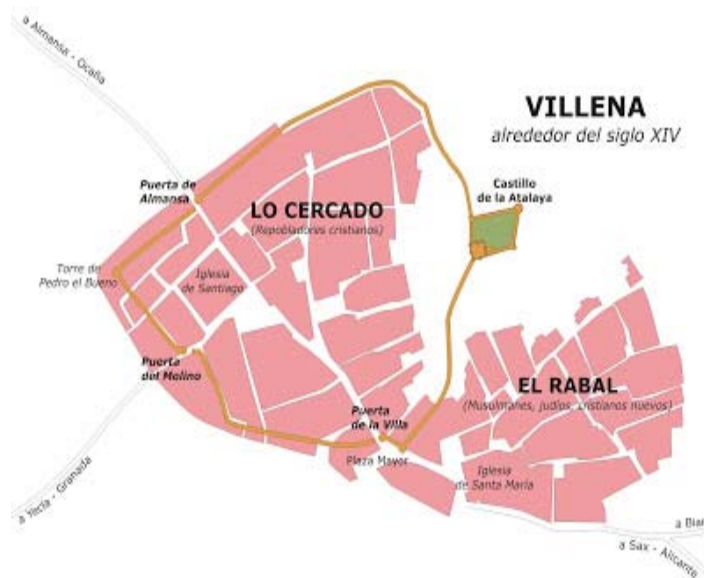 a Almansa - Ocaña
VILLENA
alrededor del siglo XIV
Puerta de
Almansa
Castillo
de la Atalaya
LO CERCADO
(Repobladores cristianos)
Torre de
Pedro el Bueno
Iglesia
de Santiago
Puerta
del Molino
EL RABAL
(Musulmanes, judíos, cristianos nuevos)
Puerta
de la Villa
Plaza Mayor
Iglesia
de Santa María
a Yecla - Granada
a Biar
a Sax - Alicante